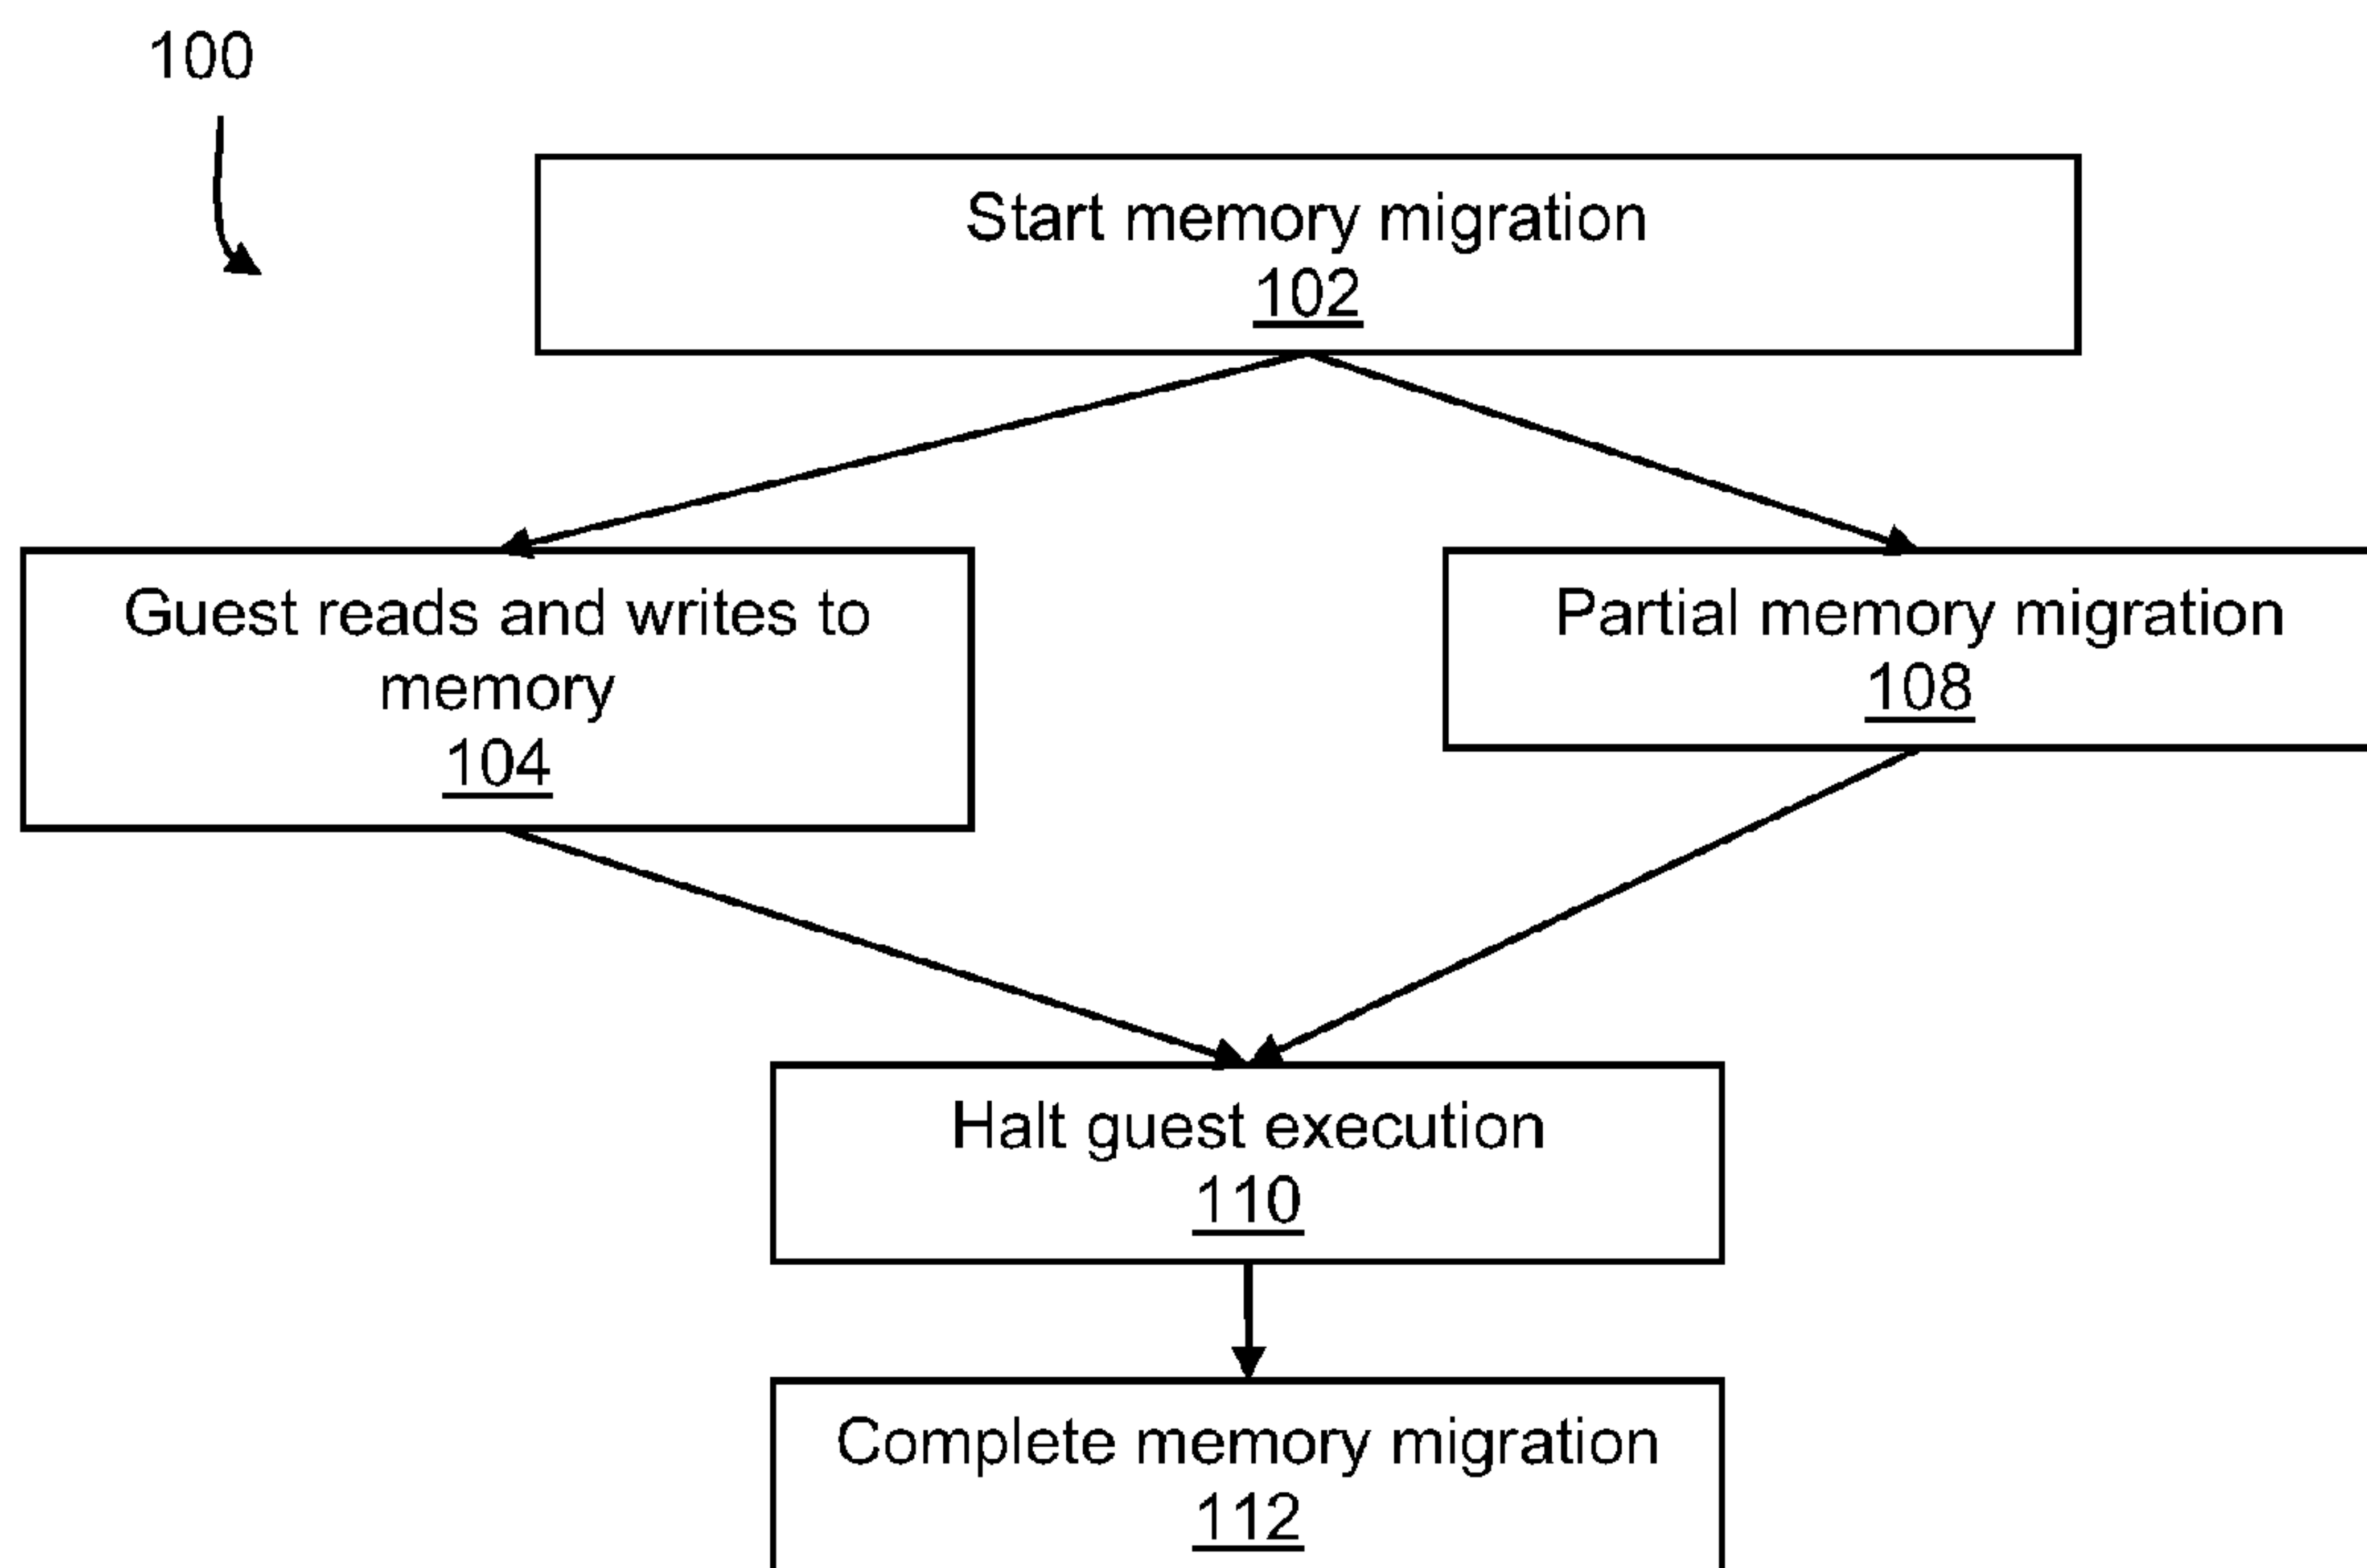 100
Start memory migration
102
Guest reads and writes to
memory
104
Partial memory migration
108
Halt guest execution
110
Complete memory migration
112